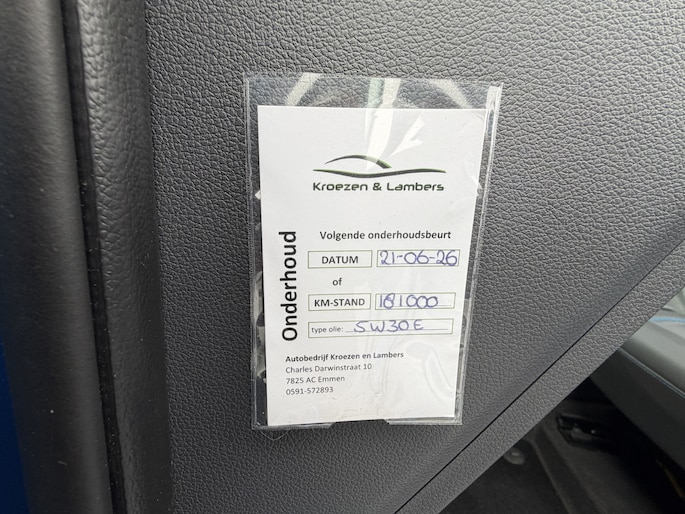 Kroezen & Lambers
Onderhoud
Volgende onderhoudsbeurt
DATUM 21-06-26
of
KM-STAND 181000
type olie: 5W30E
Autobedrijf Kroezen en Lambers
Charles Darwinstraat 10
7825 AC Emmen
0591-572893